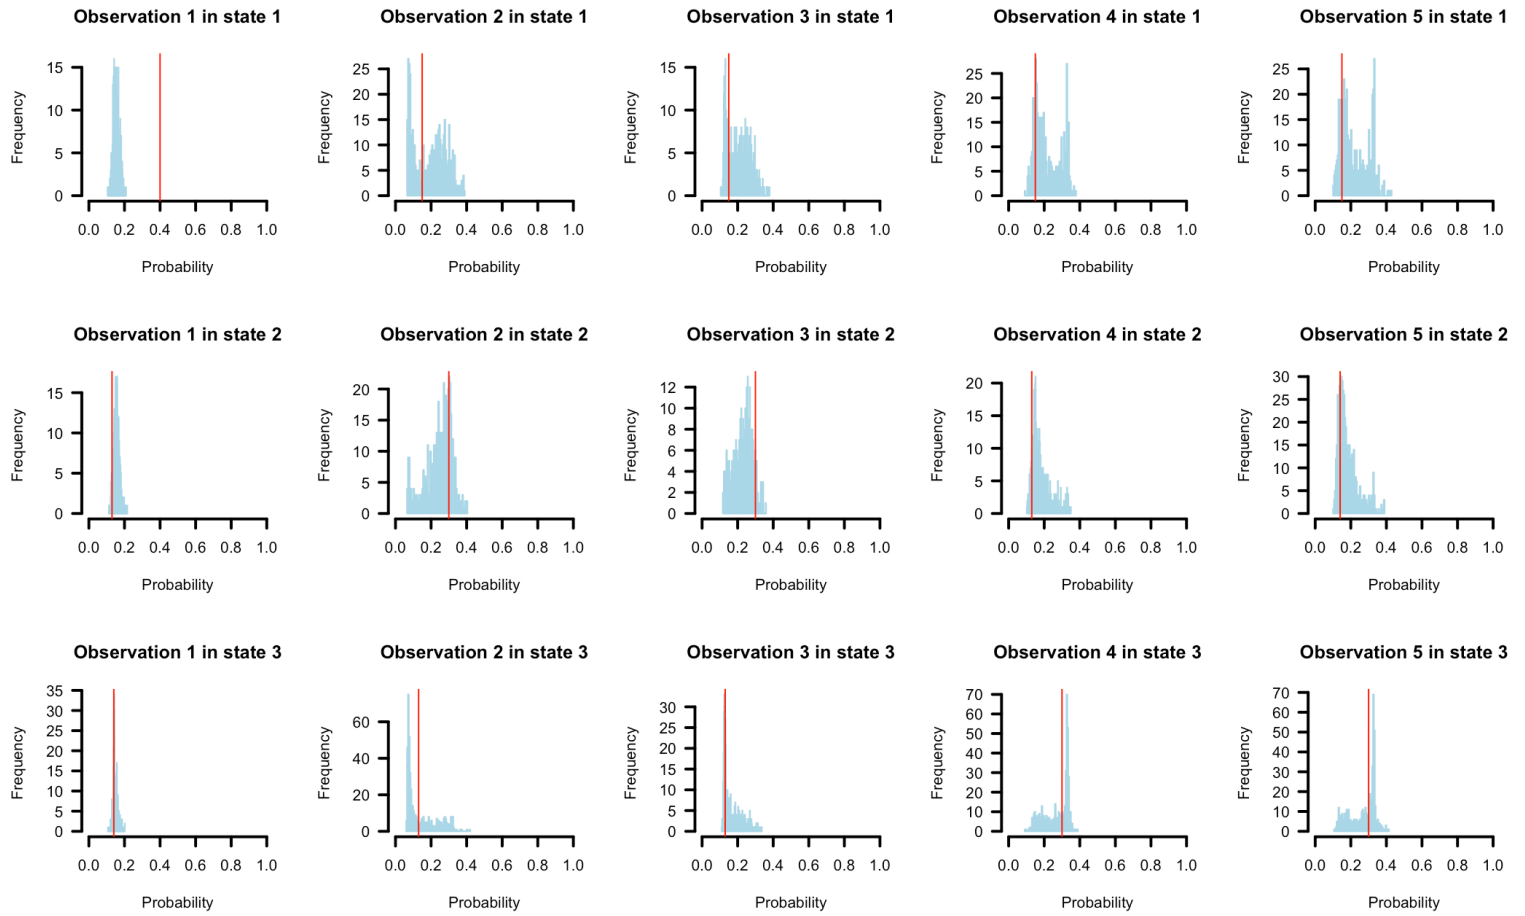 Observation 1 in state 1
Frequency
15
10
5
0
0.0 0.2 0.4 0.6 0.8 1.0
Probability
Observation 2 in state 1
Frequency
25
20
15
10
5
0
0.0 0.2 0.4 0.6 0.8 1.0
Probability
Observation 3 in state 1
Frequency
15
10
5
0
0.0 0.2 0.4 0.6 0.8 1.0
Probability
Observation 4 in state 1
Frequency
25
20
15
10
5
0
0.0 0.2 0.4 0.6 0.8 1.0
Probability
Observation 5 in state 1
Frequency
25
20
15
10
5
0
0.0 0.2 0.4 0.6 0.8 1.0
Probability
Observation 1 in state 2
Frequency
15
10
5
0
0.0 0.2 0.4 0.6 0.8 1.0
Probability
Observation 2 in state 2
Frequency
20
15
10
5
0
0.0 0.2 0.4 0.6 0.8 1.0
Probability
Observation 3 in state 2
Frequency
12
10
8
6
4
2
0
0.0 0.2 0.4 0.6 0.8 1.0
Probability
Observation 4 in state 2
Frequency
20
15
10
5
0
0.0 0.2 0.4 0.6 0.8 1.0
Probability
Observation 5 in state 2
Frequency
30
25
20
15
10
5
0
0.0 0.2 0.4 0.6 0.8 1.0
Probability
Observation 1 in state 3
Frequency
35
30
25
20
15
10
5
0
0.0 0.2 0.4 0.6 0.8 1.0
Probability
Observation 2 in state 3
Frequency
60
40
20
0
0.0 0.2 0.4 0.6 0.8 1.0
Probability
Observation 3 in state 3
Frequency
30
25
20
15
10
5
0
0.0 0.2 0.4 0.6 0.8 1.0
Probability
Observation 4 in state 3
Frequency
70
60
50
40
30
20
10
0
0.0 0.2 0.4 0.6 0.8 1.0
Probability
Observation 5 in state 3
Frequency
70
60
50
40
30
20
10
0
0.0 0.2 0.4 0.6 0.8 1.0
Probability